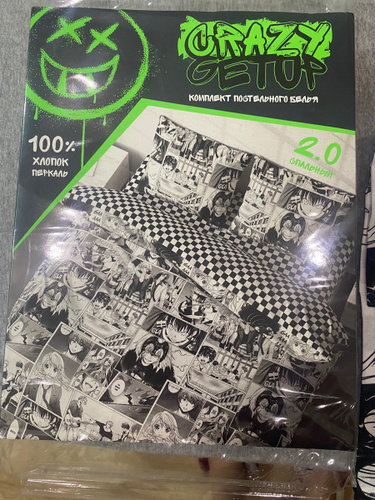 CRAZY
GETUP
КОМПЛЕКТ ПОСТЕЛЬНОГО БЕЛЬЯ
100%
ХЛОПОК
ПЕРКАЛЬ
2.0
СПАЛЬНЫЙ